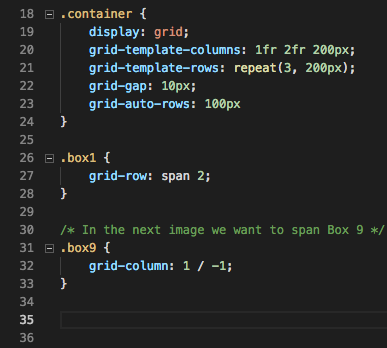 18 .container {
19 display: grid;
20 grid-template-columns: 1fr 2fr 200px;
21 grid-template-rows: repeat(3, 200px);
22 grid-gap: 10px;
23 grid-auto-rows: 100px
24 }
25
26 .box1 {
27 grid-row: span 2;
28 }
29
30 /* In the next image we want to span Box 9 */
31 .box9 {
32 grid-column: 1 / -1;
33 }
34
35
36